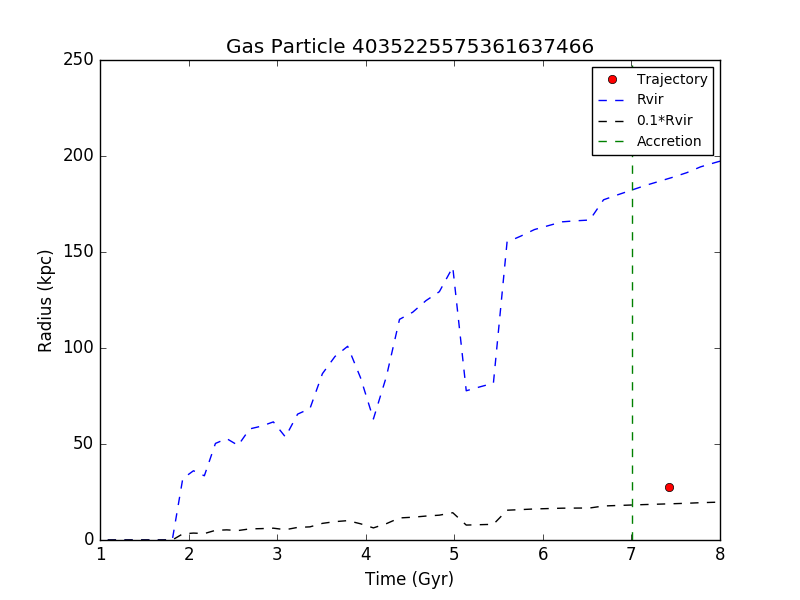 Gas Particle 4035225575361637466
Trajectory
Rvir
0.1*Rvir
Accretion
Radius (kpc)
250
200
150
100
50
0
1 2 3 4 5 6 7 8
Time (Gyr)